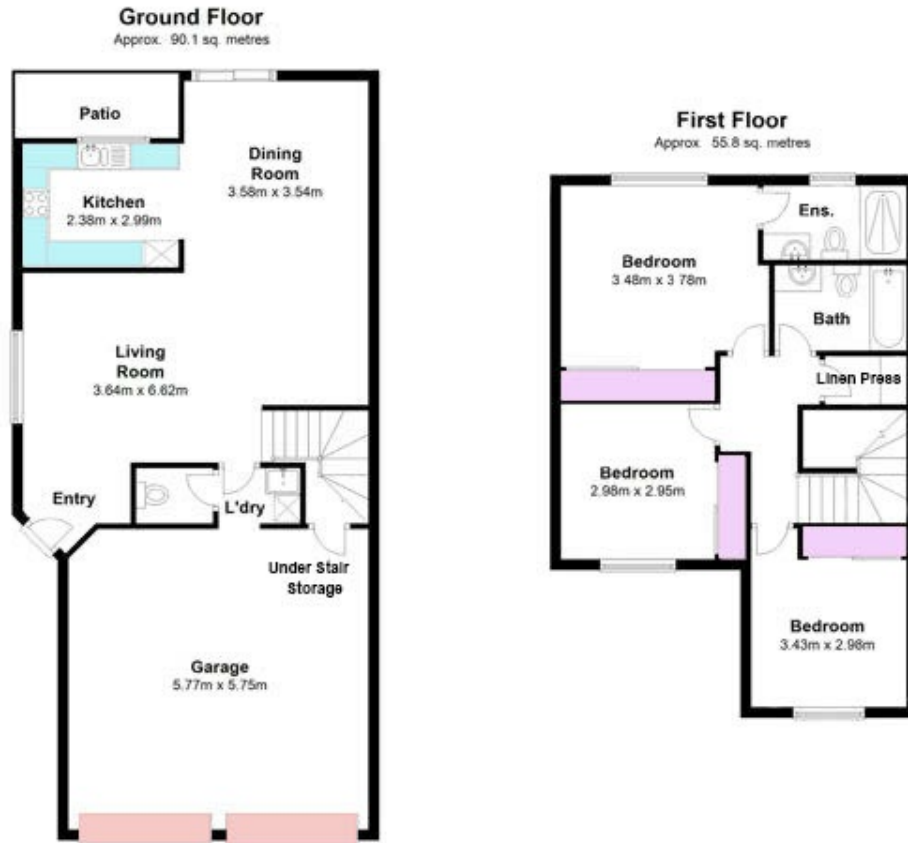 Ground Floor
Approx. 90.1 sq. metres
Patio
Dining
Room
3.58m x 3.54m
Kitchen
2.38m x 2.99m
Living
Room
3.64m x 6.62m
Entry
L'dry
Under Stair
Storage
Garage
5.77m x 5.75m
First Floor
Approx 55.8 sq. metres
Ens.
Bedroom
3 48m x 3 78m
Bath
Linen Press
Bedroom
2.98m x 2.95m
Bedroom
3.43m x 2.98m